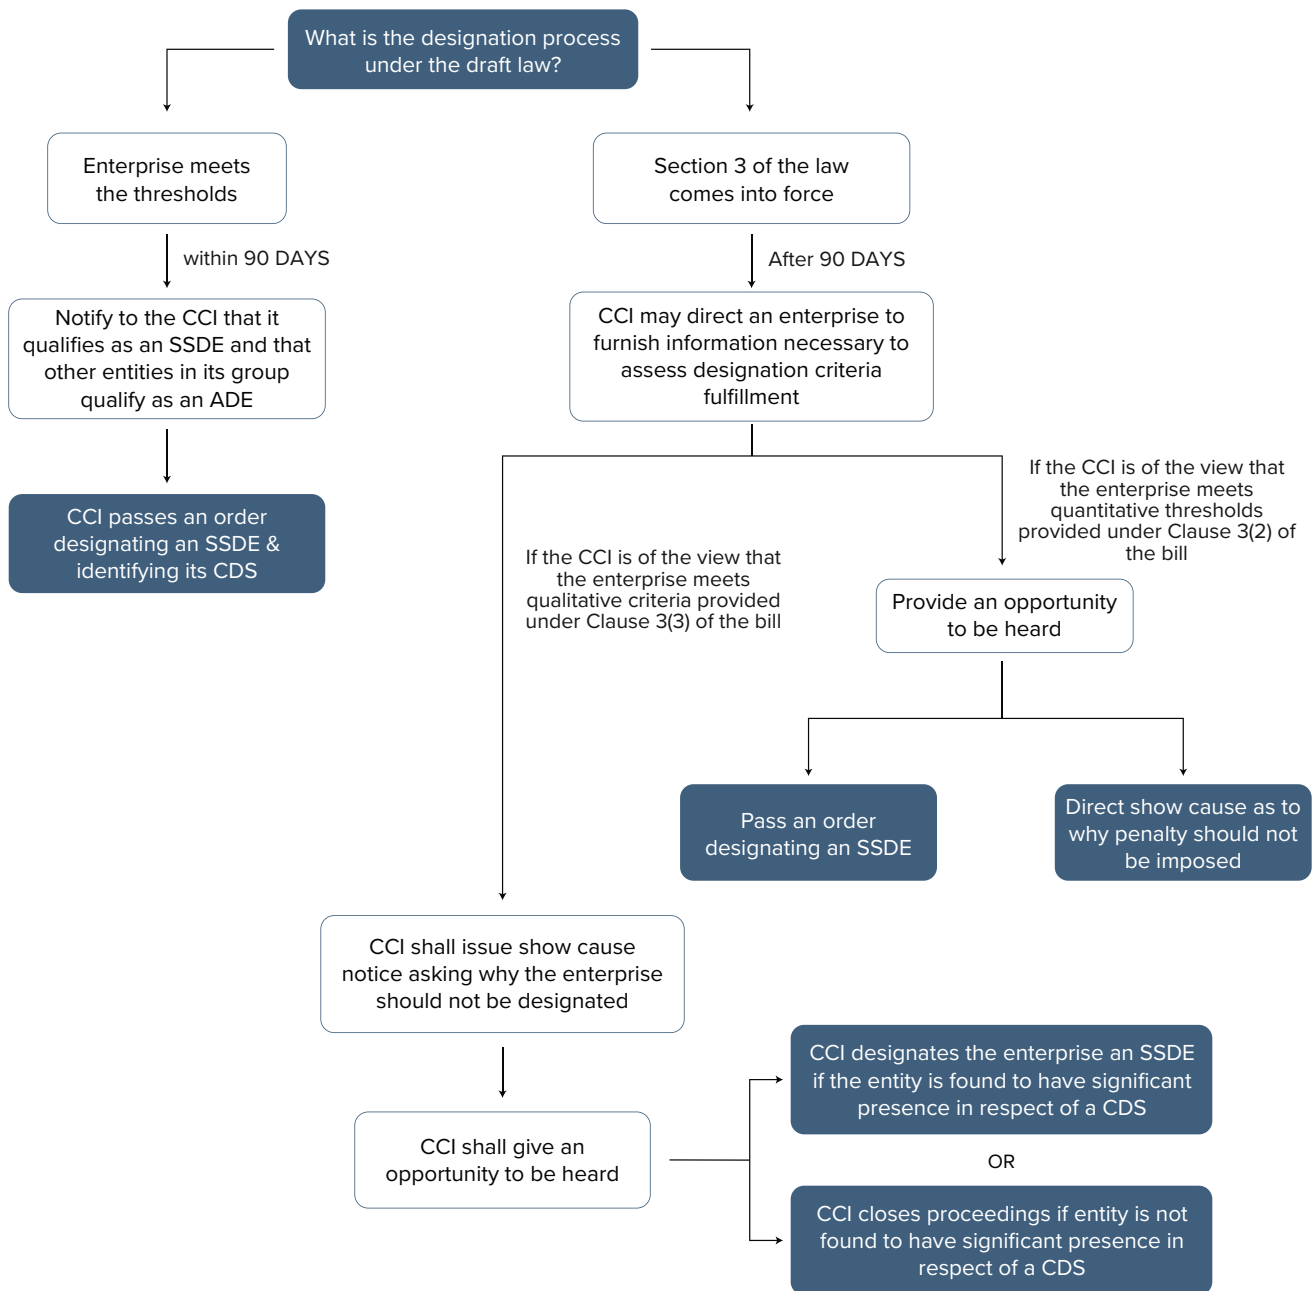 What is the designation process
under the draft law?
Enterprise meets
the thresholds
within 90 DAYS
Notify to the CCI that it
qualifies as an SSDE and that
other entities in its group
qualify as an ADE
CCI passes an order
designating an SSDE &
identifying its CDS
Section 3 of the law
comes into force
After 90 DAYS
CCI may direct an enterprise to
furnish information necessary to
assess designation criteria
fulfillment
If the CCI is of the view that
the enterprise meets
quantitative thresholds
provided under Clause 3(2) of
the bill
Provide an opportunity
to be heard
Pass an order
designating an SSDE
Direct show cause as to
why penalty should not
be imposed
If the CCI is of the view that
the enterprise meets
qualitative criteria provided
under Clause 3(3) of the bill
CCI shall issue show cause
notice asking why the enterprise
should not be designated
CCI shall give an
opportunity to be heard
CCI designates the enterprise an SSDE
if the entity is found to have significant
presence in respect of a CDS
OR
CCI closes proceedings if entity is not
found to have significant presence in
respect of a CDS